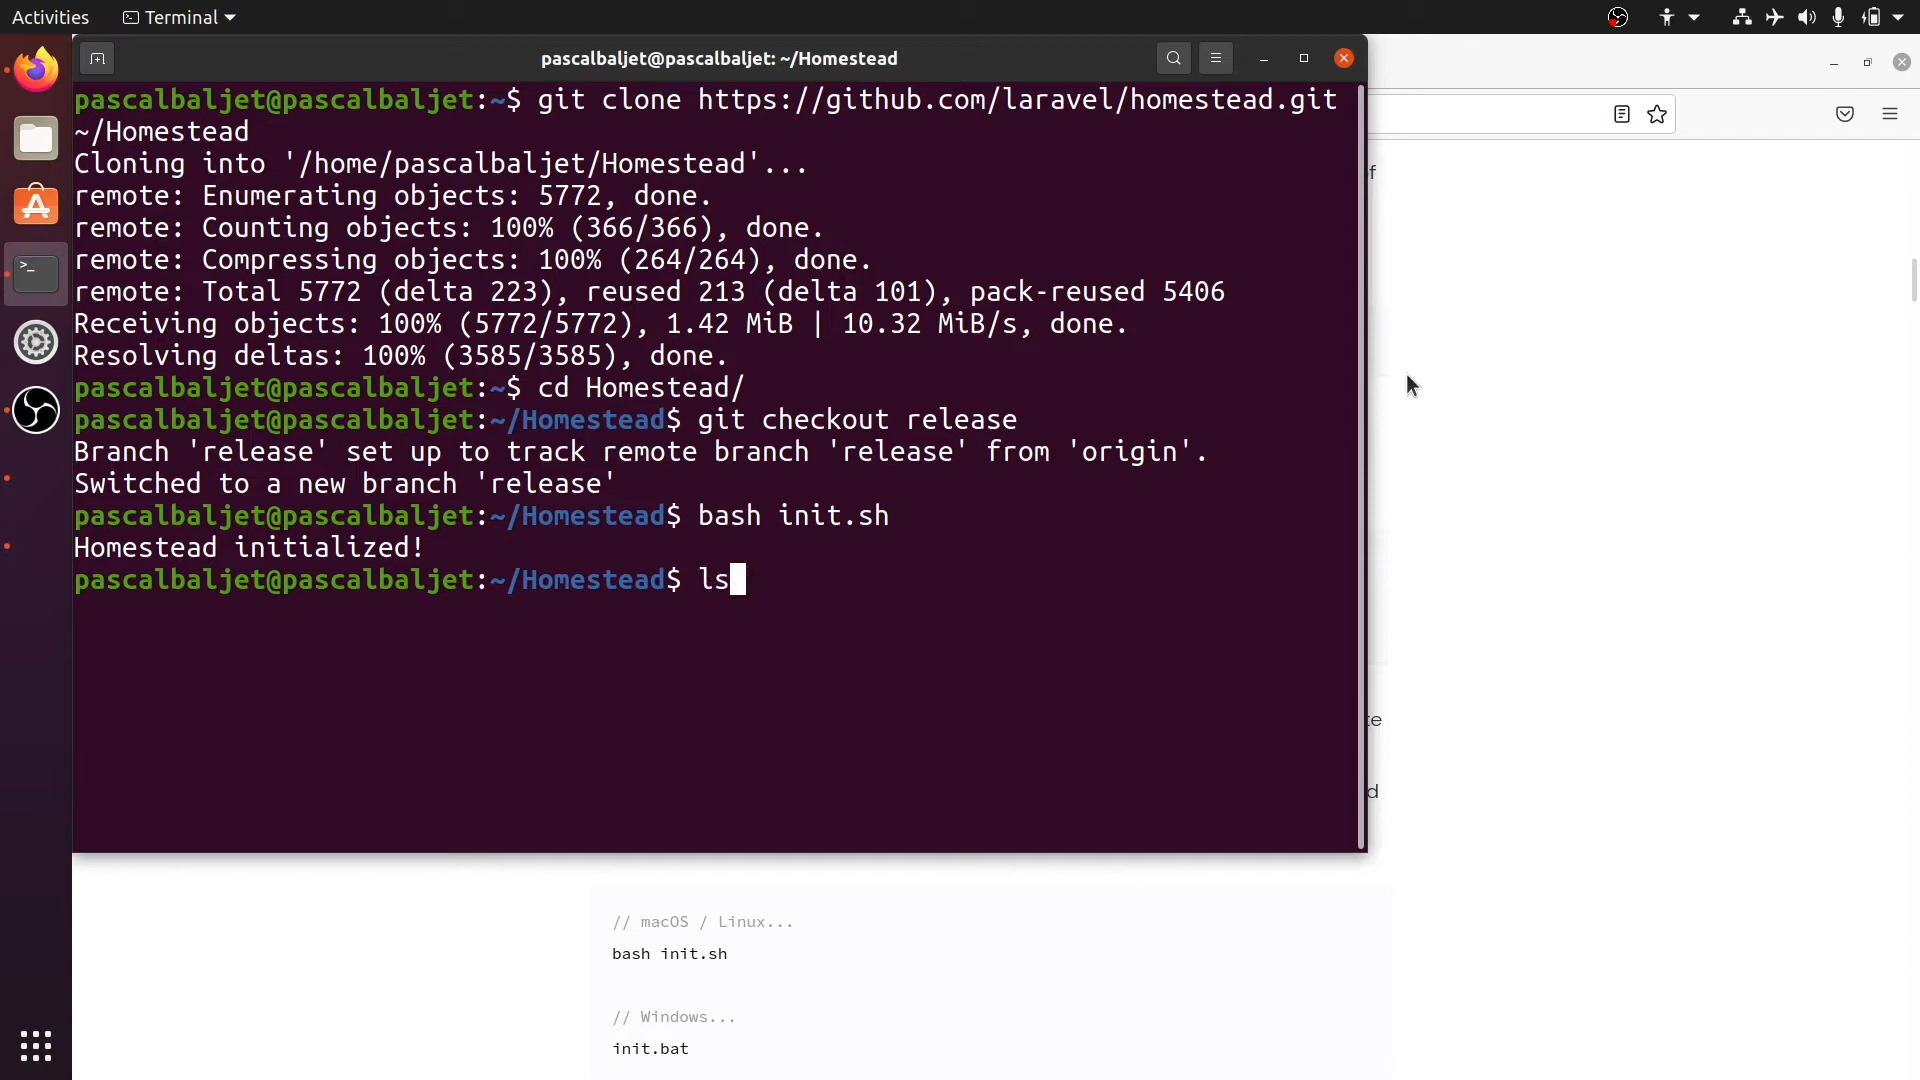 Activities Terminal
pascalbaljet@pascalbaljet: ~/Homestead
pascalbaljet@pascalbaljet:~$ git clone https://github.com/laravel/homestead.git
~/Homestead
Cloning into '/home/pascalbaljet/Homestead'...
remote: Enumerating objects: 5772, done.
remote: Counting objects: 100% (366/366), done.
remote: Compressing objects: 100% (264/264), done.
remote: Total 5772 (delta 223), reused 213 (delta 101), pack-reused 5406
Receiving objects: 100% (5772/5772), 1.42 MiB | 10.32 MiB/s, done.
Resolving deltas: 100% (3585/3585), done.
pascalbaljet@pascalbaljet:~$ cd Homestead/
pascalbaljet@pascalbaljet:~/Homestead$ git checkout release
Branch 'release' set up to track remote branch 'release' from 'origin'.
Switched to a new branch 'release'
pascalbaljet@pascalbaljet:~/Homestead$ bash init.sh
Homestead initialized!
pascalbaljet@pascalbaljet:~/Homestead$ ls
// macOS / Linux...
bash init.sh
// Windows...
init.bat